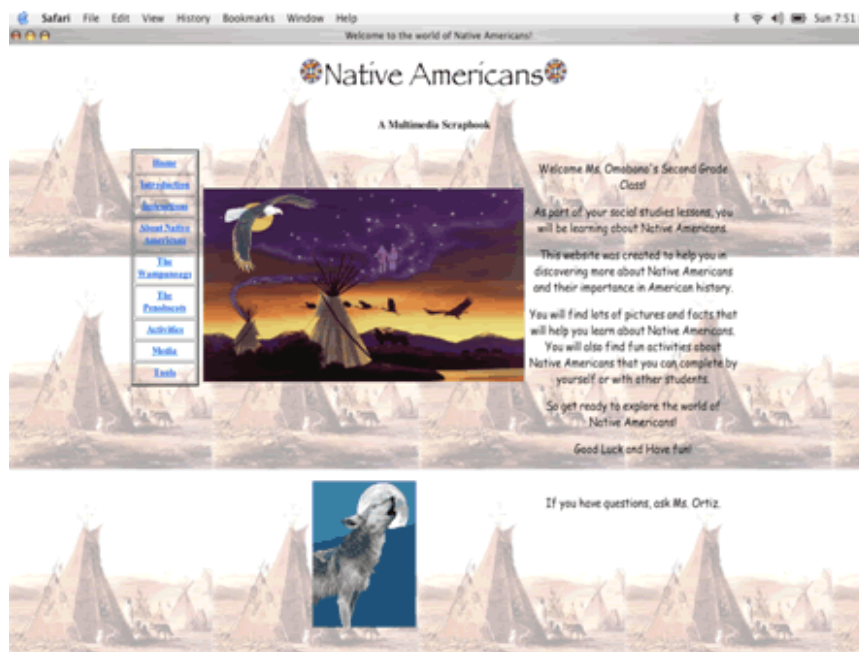 Safari File Edit View History Bookmarks Window Help Sun 7:51
Welcome to the world of Native Americans!
Native Americans
A Multimedia Scrapbook
Home
Introduction
Instructions
About Native
Americans
The
Wampanoags
The
Penobscots
Activities
Media
Tools
Welcome Ms. Omobono's Second Grade
Class!
As part of your social studies lessons, you
will be learning about Native Americans.
This website was created to help you in
discovering more about Native Americans
and their importance in American history.
You will find lots of pictures and facts that
will help you learn about Native Americans.
You will also find fun activities about
Native Americans that you can complete by
yourself or with other students.
So get ready to explore the world of
Native Americans!
Good Luck and Have fun!
If you have questions, ask Ms. Ortiz.